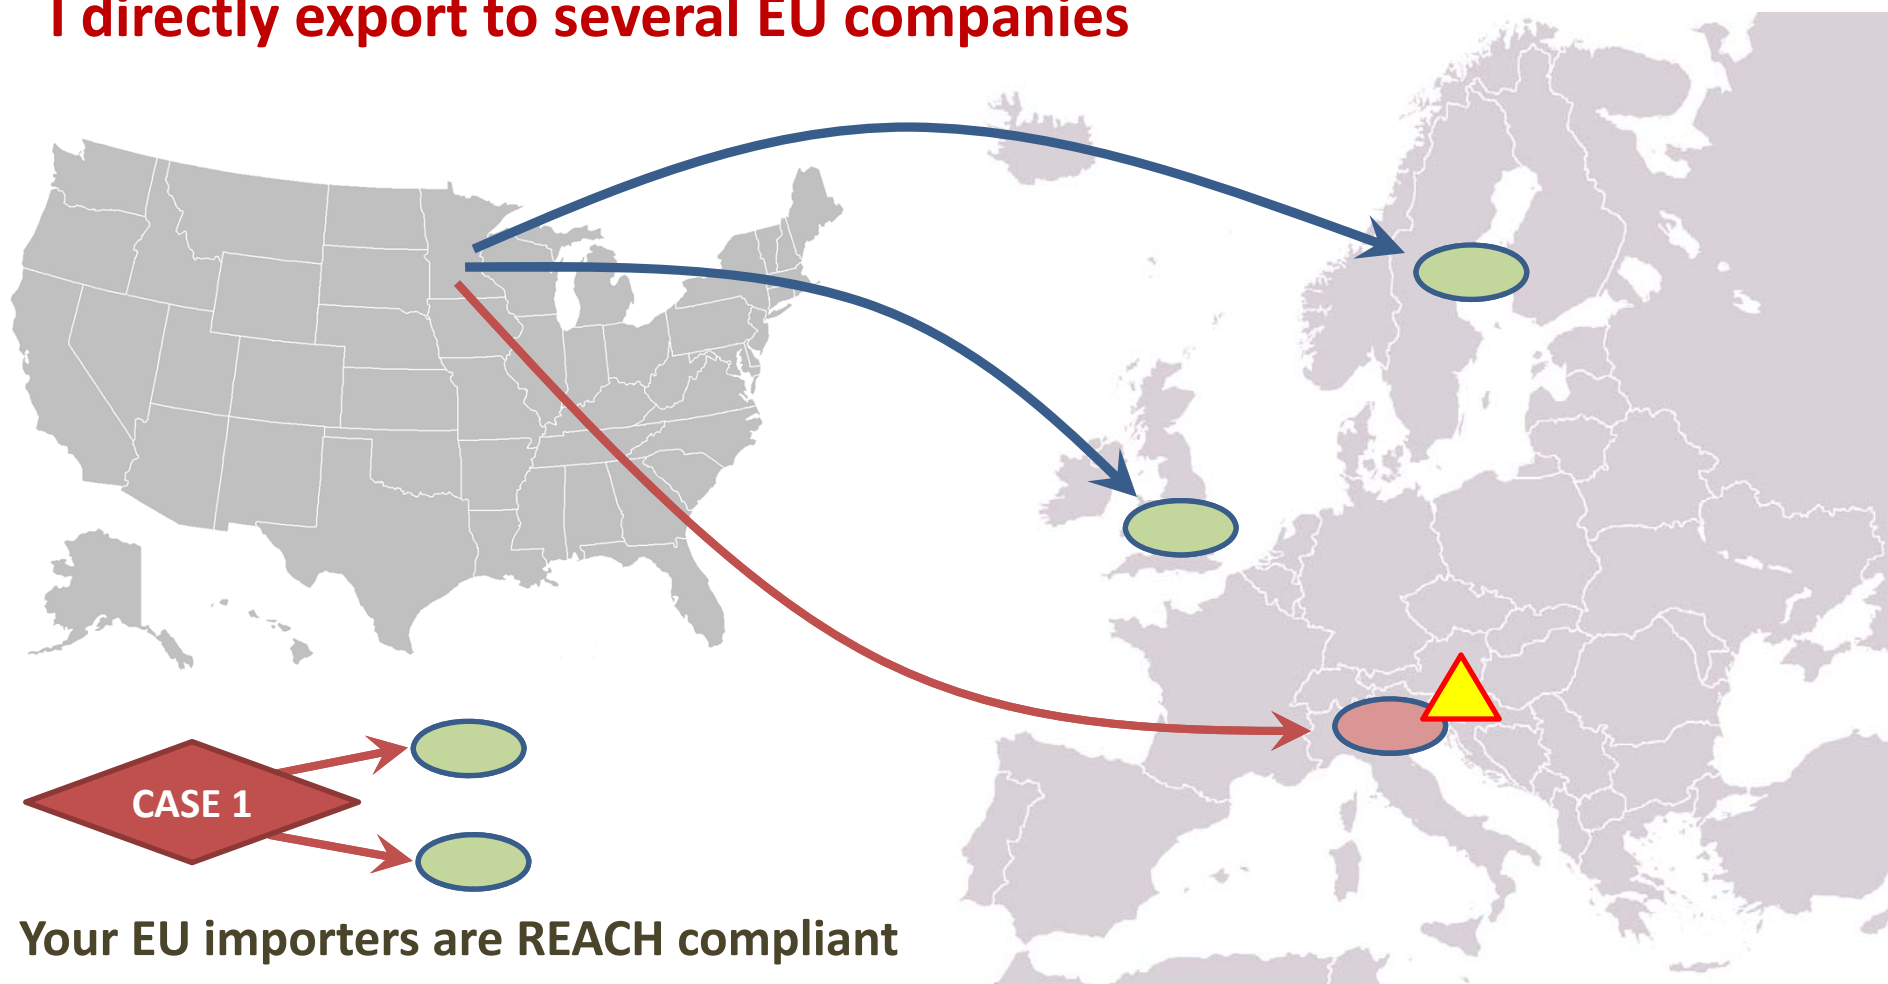 I directly export to several EU companies
CASE 1
Your EU importers are REACH compliant